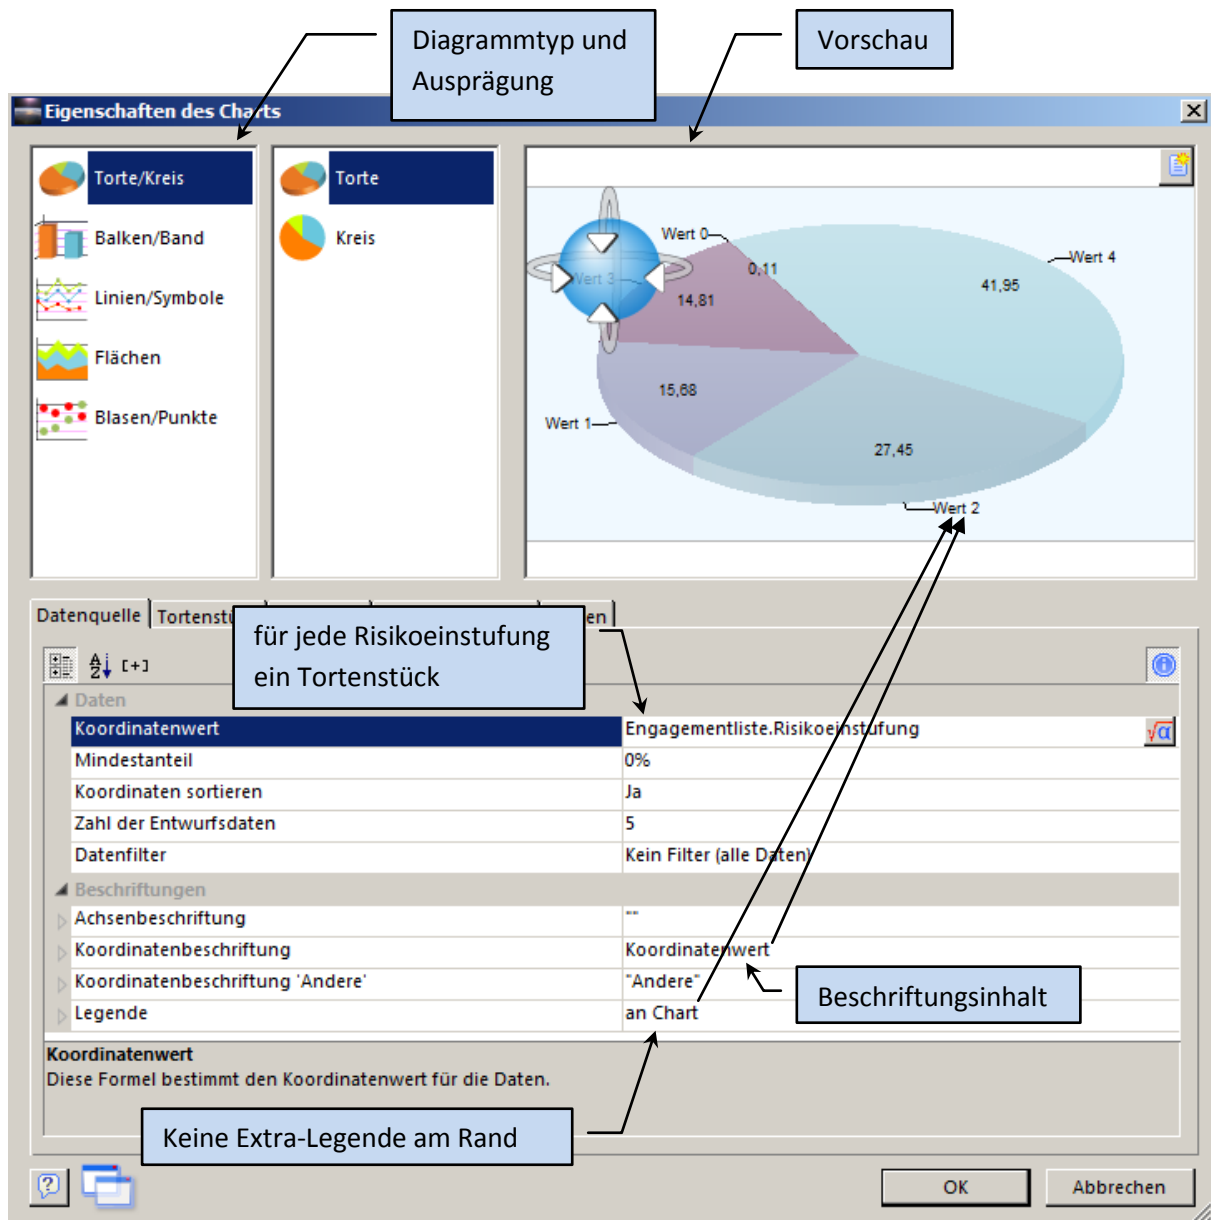 Diagrammtyp und
Ausprägung
Vorschau
Eigenschaften des Charts
Torte/Kreis
Balken/Band
Linien/Symbole
Flächen
Blasen/Punkte
Torte
Kreis
Wert 0
0,11
Wert 4
41,95
Wert 3
14,81
15,68
Wert 1
27,45
Wert 2
Datenquelle
für jede Risikoeinstufung
ein Tortenstück
[+]
Daten
Koordinatenwert Engagementliste.Risikoeinstufung
Mindestanteil 0%
Koordinaten sortieren Ja
Zahl der Entwurfsdaten 5
Datenfilter Kein Filter (alle Daten)
Beschriftungen
Achsenbeschriftung ""
Koordinatenbeschriftung Koordinatenwert
Koordinatenbeschriftung 'Andere' "Andere"
Legende an Chart
Beschriftungsinhalt
Koordinatenwert
Diese Formel bestimmt den Koordinatenwert für die Daten.
Keine Extra-Legende am Rand
OK
Abbrechen